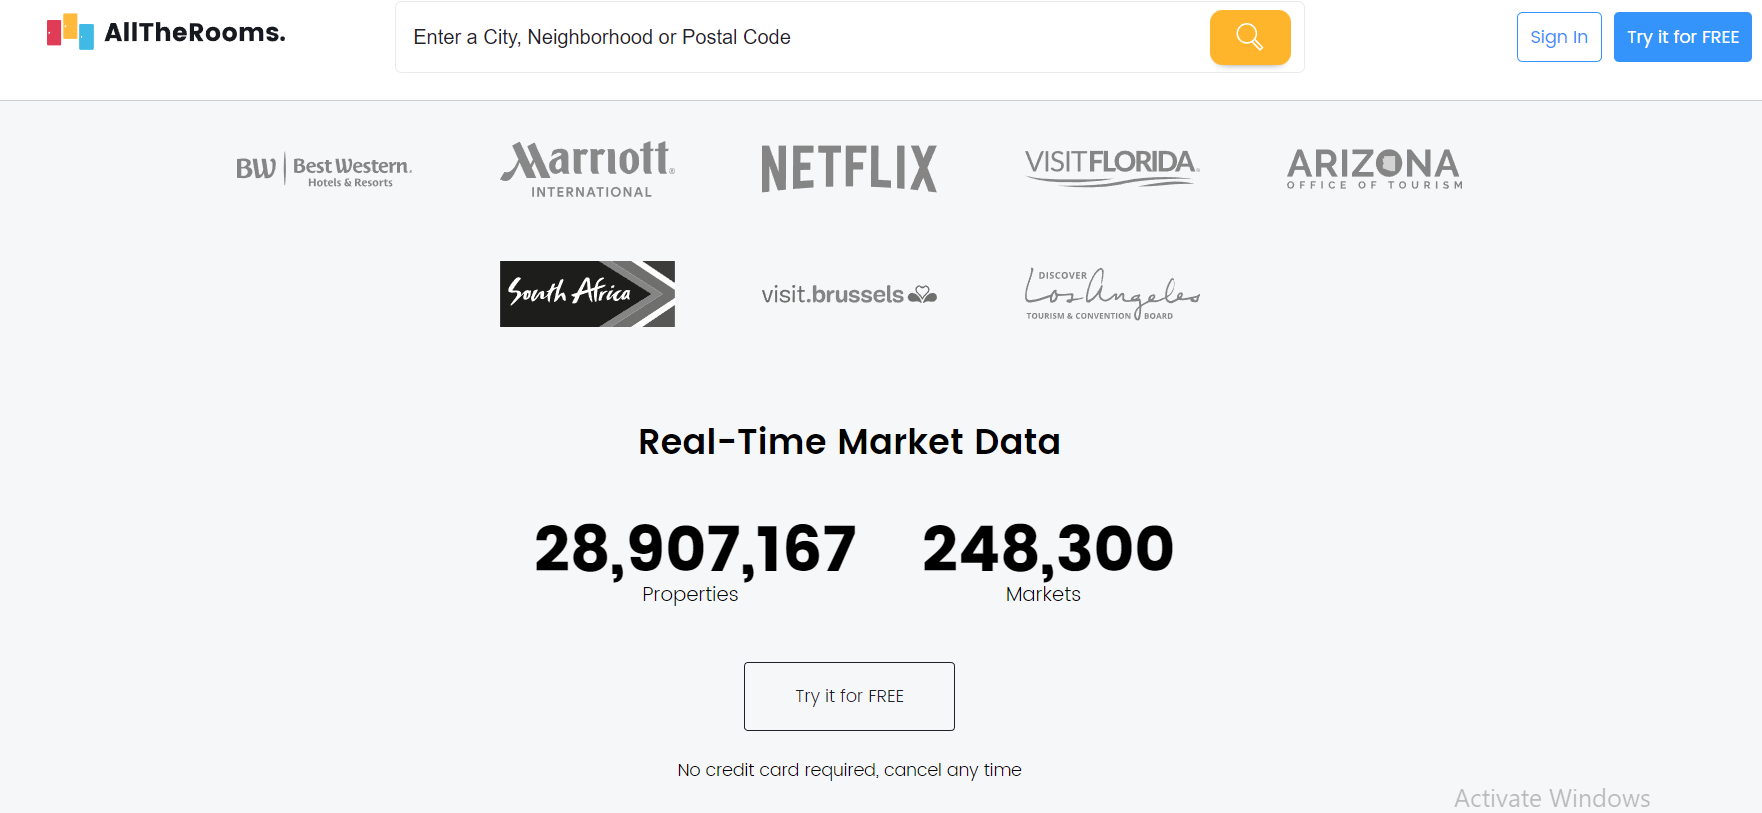 AllTheRooms.
Enter a City, Neighborhood or Postal Code
Sign In
Try it for FREE
BW Best Western.
Hotels & Resorts
Marriott
INTERNATIONAL
NETFLIX
VISITFLORIDA
ARIZONA
OFFICE OF TOURISM
South Africa
visit.brussels
DISCOVER
Los Angeles
TOURISM & CONVENTION BOARD
Real-Time Market Data
28,907,167
Properties
248,300
Markets
Try it for FREE
No credit card required, cancel any time
Activate Windows